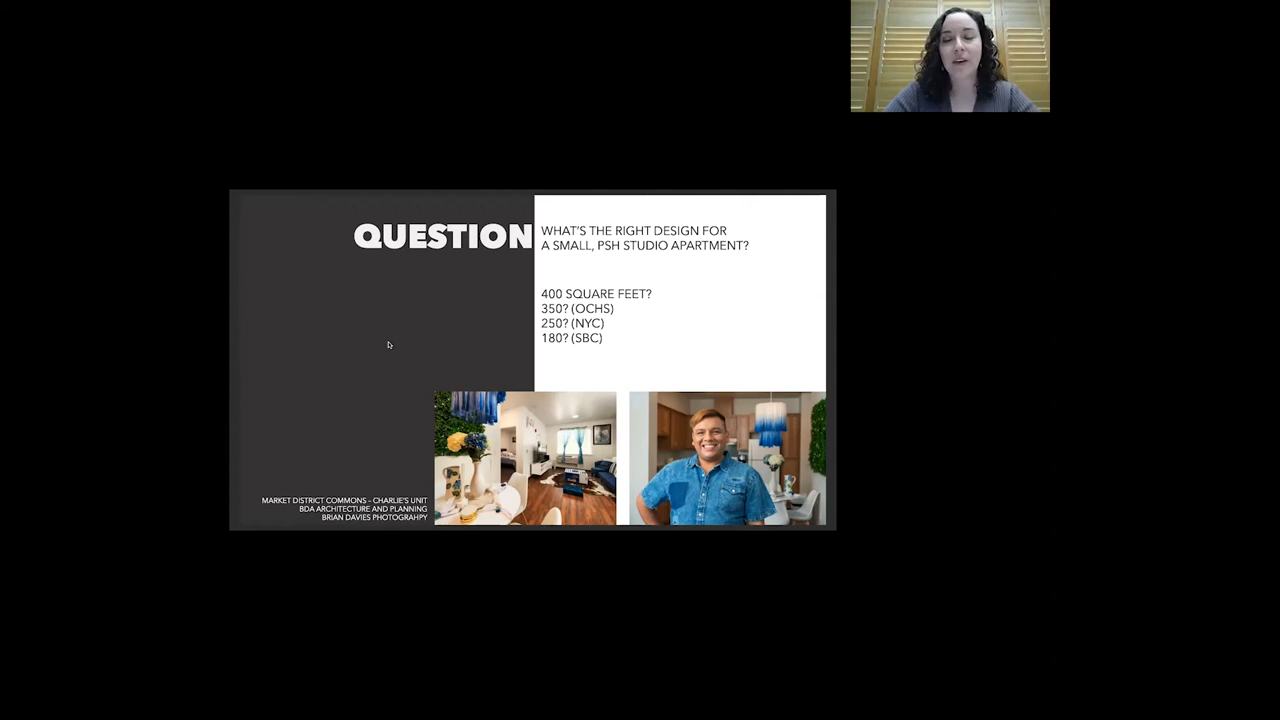 QUESTION
WHAT'S THE RIGHT DESIGN FOR
A SMALL, PSH STUDIO APARTMENT?
400 SQUARE FEET?
350? (OCHS)
250? (NYC)
180? (SBC)
MARKET DISTRICT COMMONS – CHARLIE'S UNIT
BDA ARCHITECTURE AND PLANNING
BRIAN DAVIES PHOTOGRAHPY